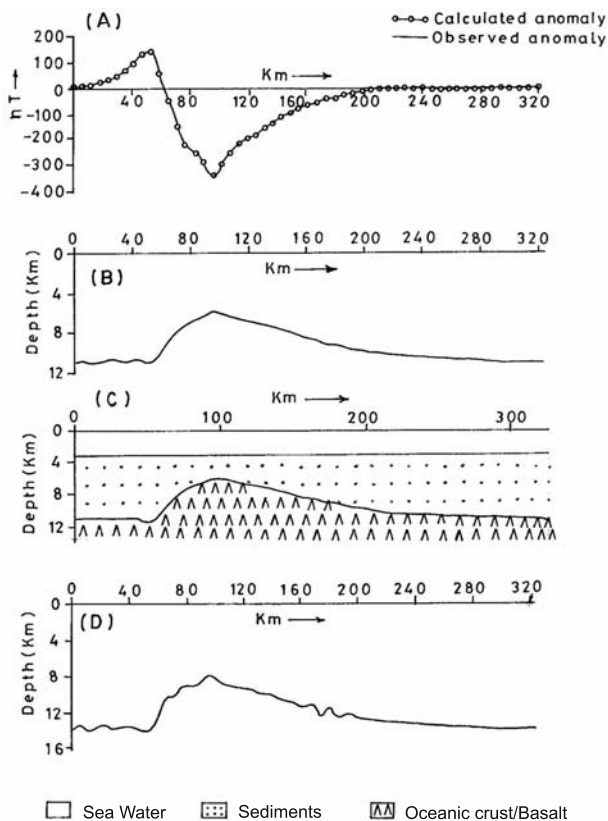 (A)
Calculated anomaly
Observed anomaly
200
100
0
-100
-200
-300
-400
nT
Km
40 80 120 160 200 240 280 320
0 40 80 120 160 200 240 280 320
Km
(B)
0
4
8
12
Depth (Km)
Km
(C)
0 100 200 300
0
4
8
12
Depth (Km)
0 40 80 120 160 200 240 280 320
Km
(D)
0
4
8
12
16
Depth (Km)
Sea Water Sediments Oceanic crust/Basalt